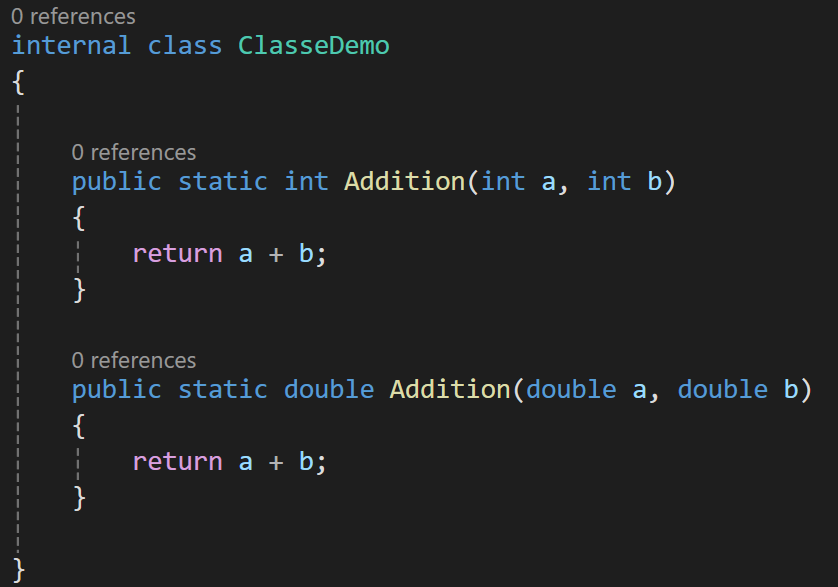 0 references
internal class ClasseDemo
{
0 references
public static int Addition(int a, int b)
{
return a + b;
}
0 references
public static double Addition(double a, double b)
{
return a + b;
}
}